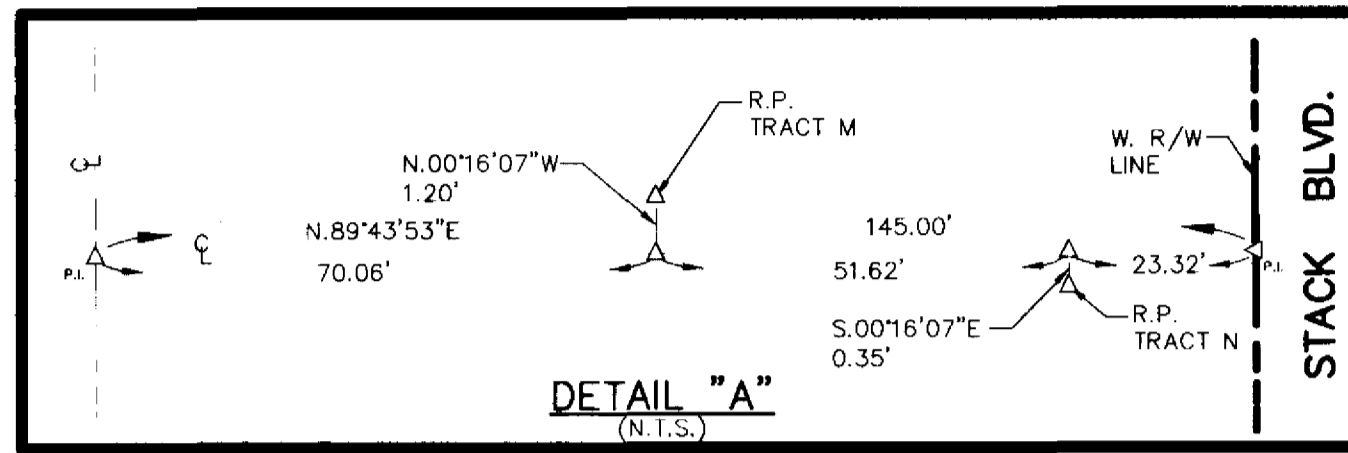 R.P.
TRACT M
N.00°16'07"W
1.20'
W. R/W
LINE
STACK BLVD.
℄
℄
N.89°43'53"E
70.06'
145.00'
51.62'
23.32'
P.I.
P.I.
S.00°16'07"E
0.35'
R.P.
TRACT N
DETAIL "A"
(N.T.S.)